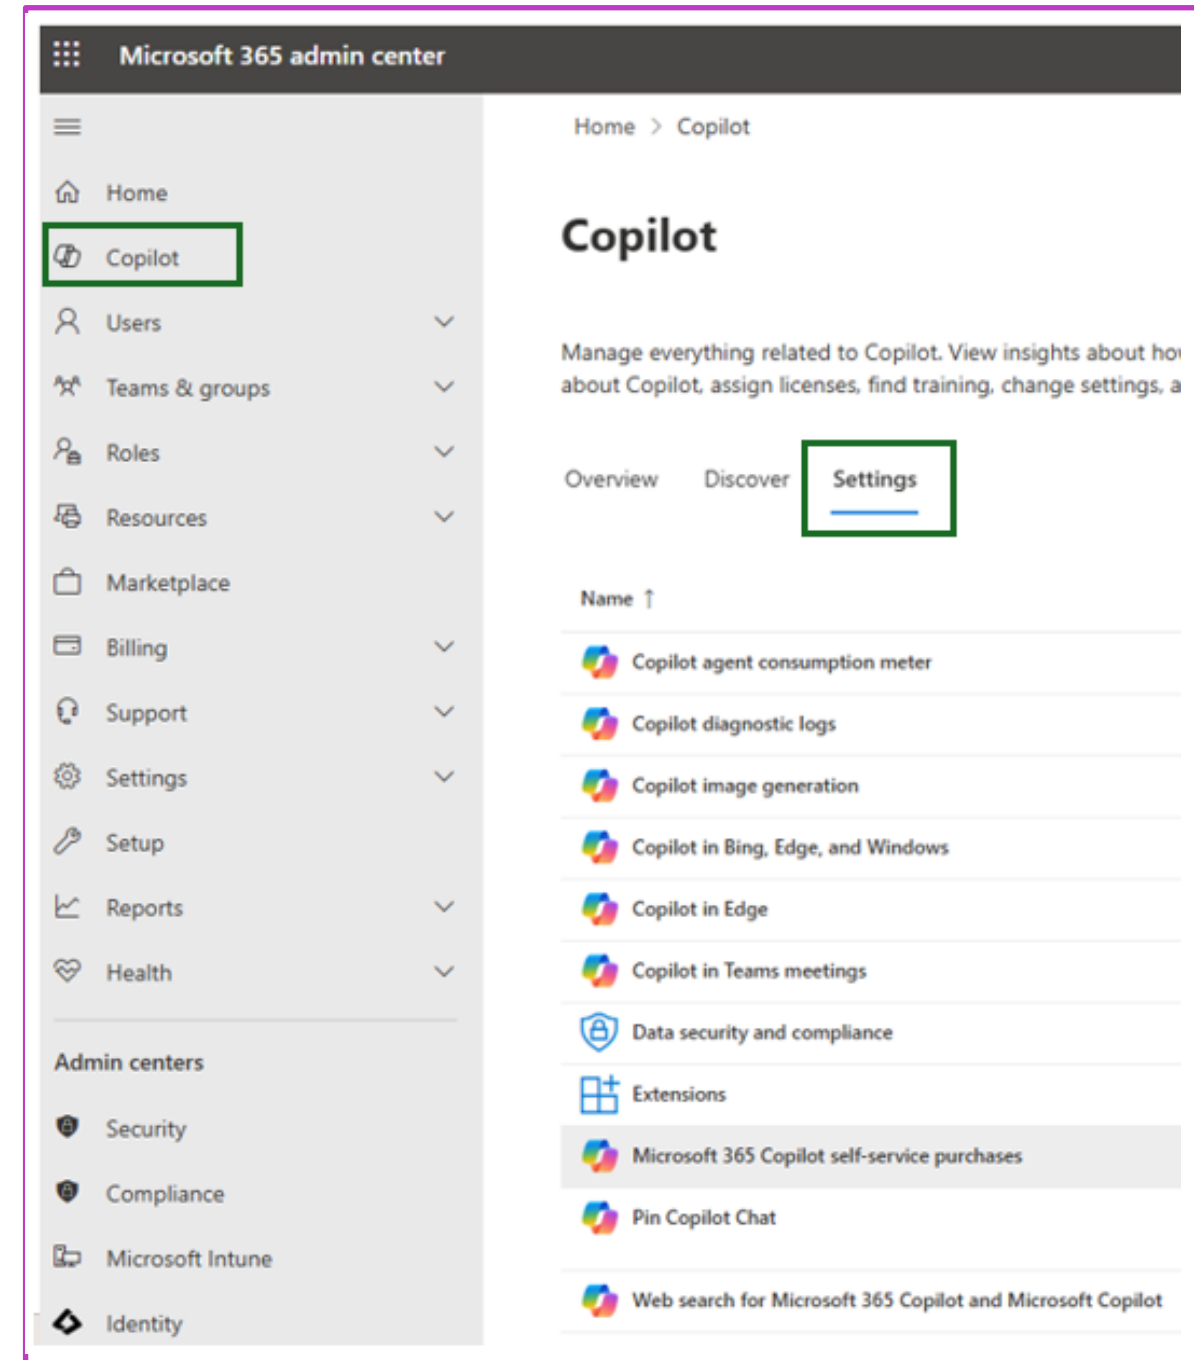 Microsoft 365 admin center
Home
Copilot
Users
Teams & groups
Roles
Resources
Marketplace
Billing
Support
Settings
Setup
Reports
Health
Admin centers
Security
Compliance
Microsoft Intune
Identity
Home > Copilot
Copilot
Manage everything related to Copilot. View insights about
about Copilot, assign licenses, find training, change settings,
Overview Discover Settings
Name ↑
Copilot agent consumption meter
Copilot diagnostic logs
Copilot image generation
Copilot in Bing, Edge, and Windows
Copilot in Edge
Copilot in Teams meetings
Data security and compliance
Extensions
Microsoft 365 Copilot self-service purchases
Pin Copilot Chat
Web search for Microsoft 365 Copilot and Microsoft Copilot